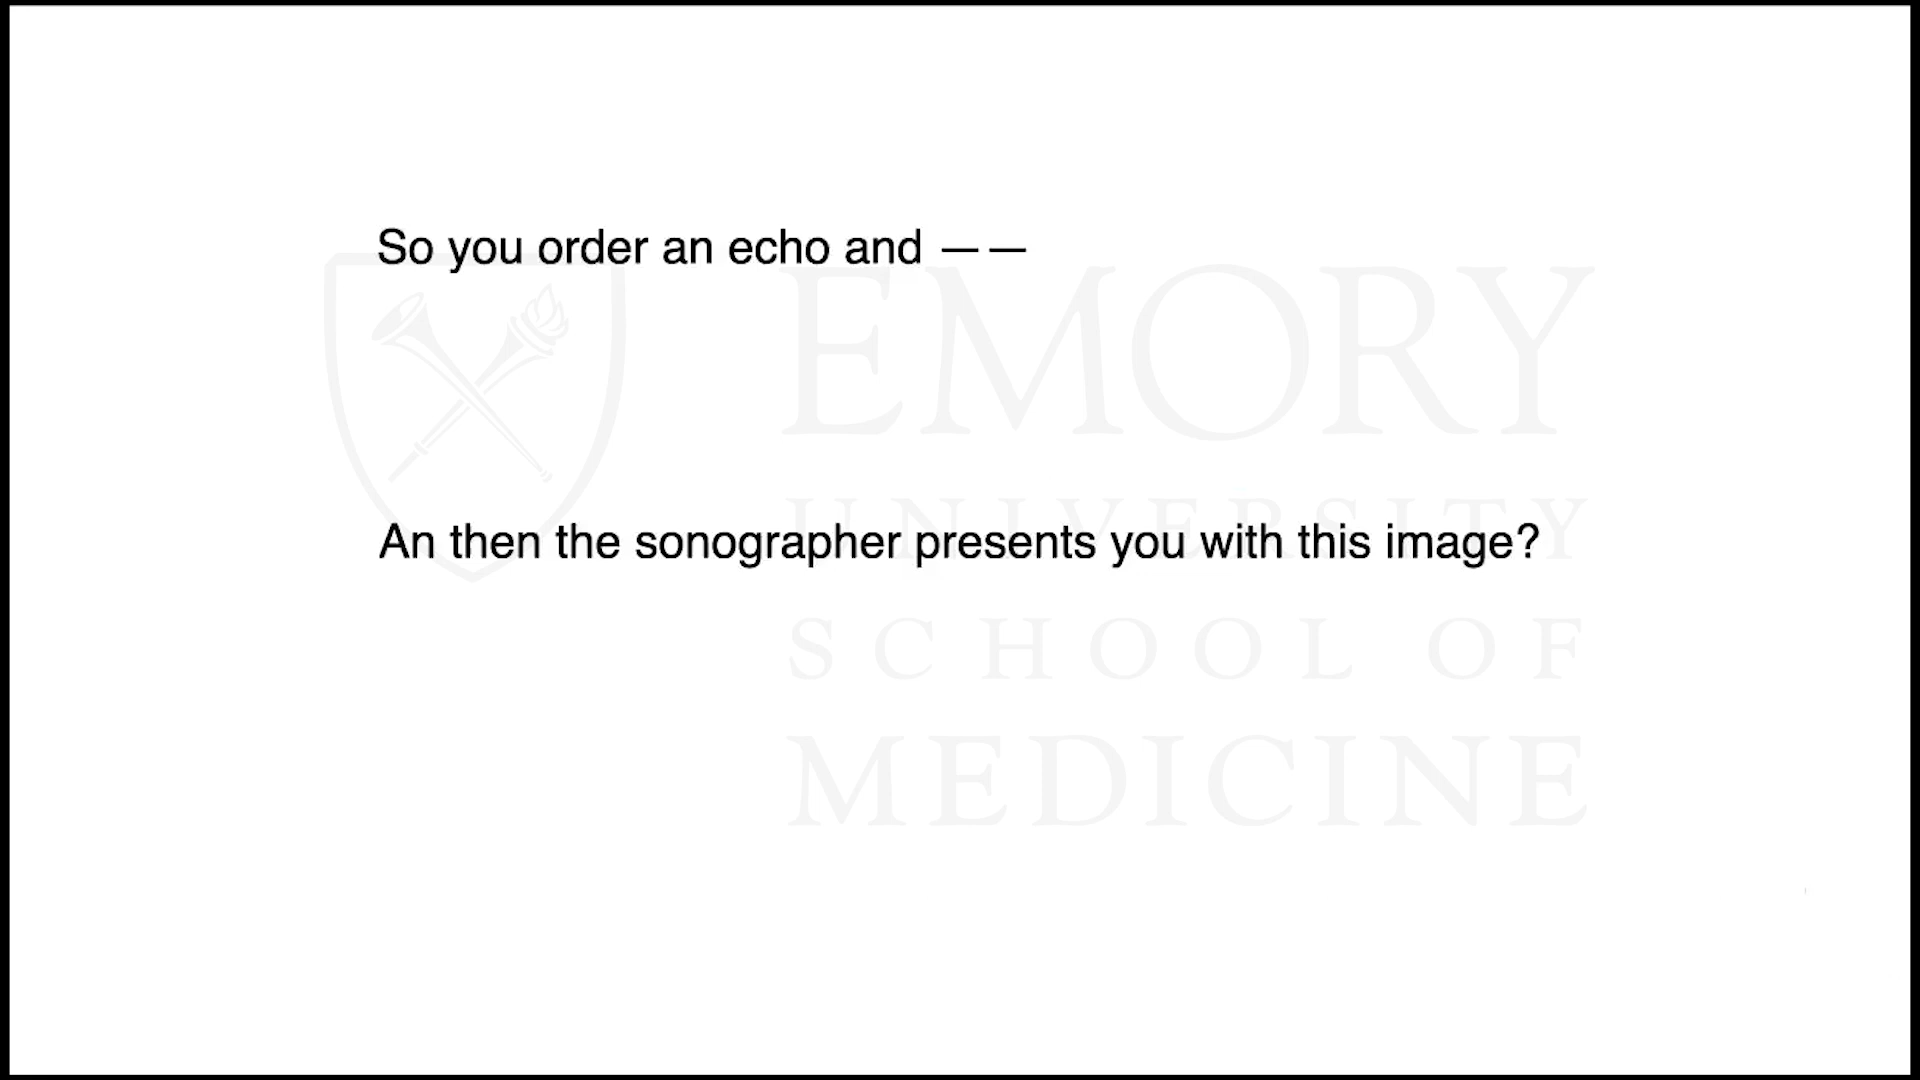 So you order an echo and — —
EMORY
UNIVERSITY
An then the sonographer presents you with this image?
SCHOOL OF
MEDICINE